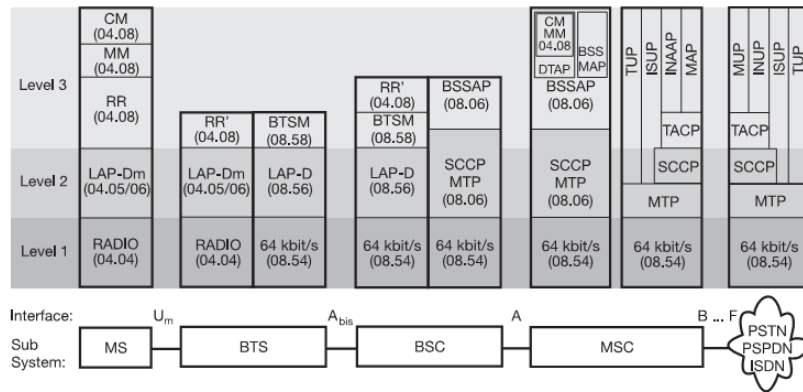 Level 3
Level 2
Level 1
CM
(04.08)
MM
(04.08)
RR
(04.08)
LAP-Dm
(04.05/06)
RADIO
(04.04)
RR'
(04.08)
LAP-Dm
(04.05/06)
RADIO
(04.04)
BTSM
(08.58)
LAP-D
(08.56)
64 kbit/s
(08.54)
RR'
(04.08)
BTSM
(08.58)
LAP-D
(08.56)
64 kbit/s
(08.54)
BSSAP
(08.06)
SCCP
MTP
(08.06)
64 kbit/s
(08.54)
CM
MM
04.08
DTAP
BSS
MAP
BSSAP
(08.06)
SCCP
MTP
(08.06)
64 kbit/s
(08.54)
TUP
ISUP
INAAP
MAP
TACP
SCCP
MTP
64 kbit/s
(08.54)
MUP
INUP
ISUP
TUP
TACP
SCCP
MTP
64 kbit/s
(08.54)
Interface: Um Abis A B ... F
Sub
System:
MS
BTS
BSC
MSC
PSTN
PSPDN
ISDN